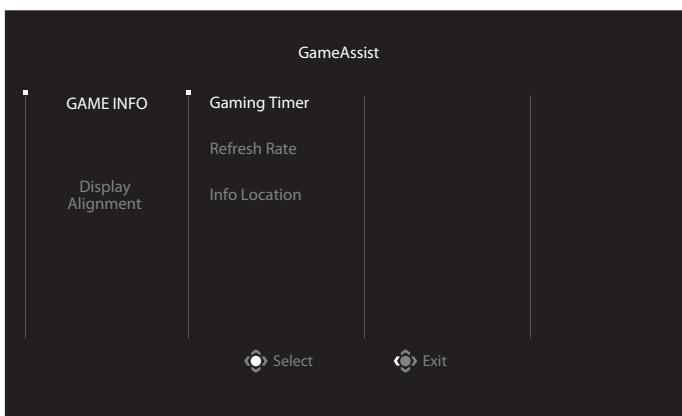 GameAssist
GAME INFO
Gaming Timer
Refresh Rate
Display
Alignment
Info Location
Select
Exit